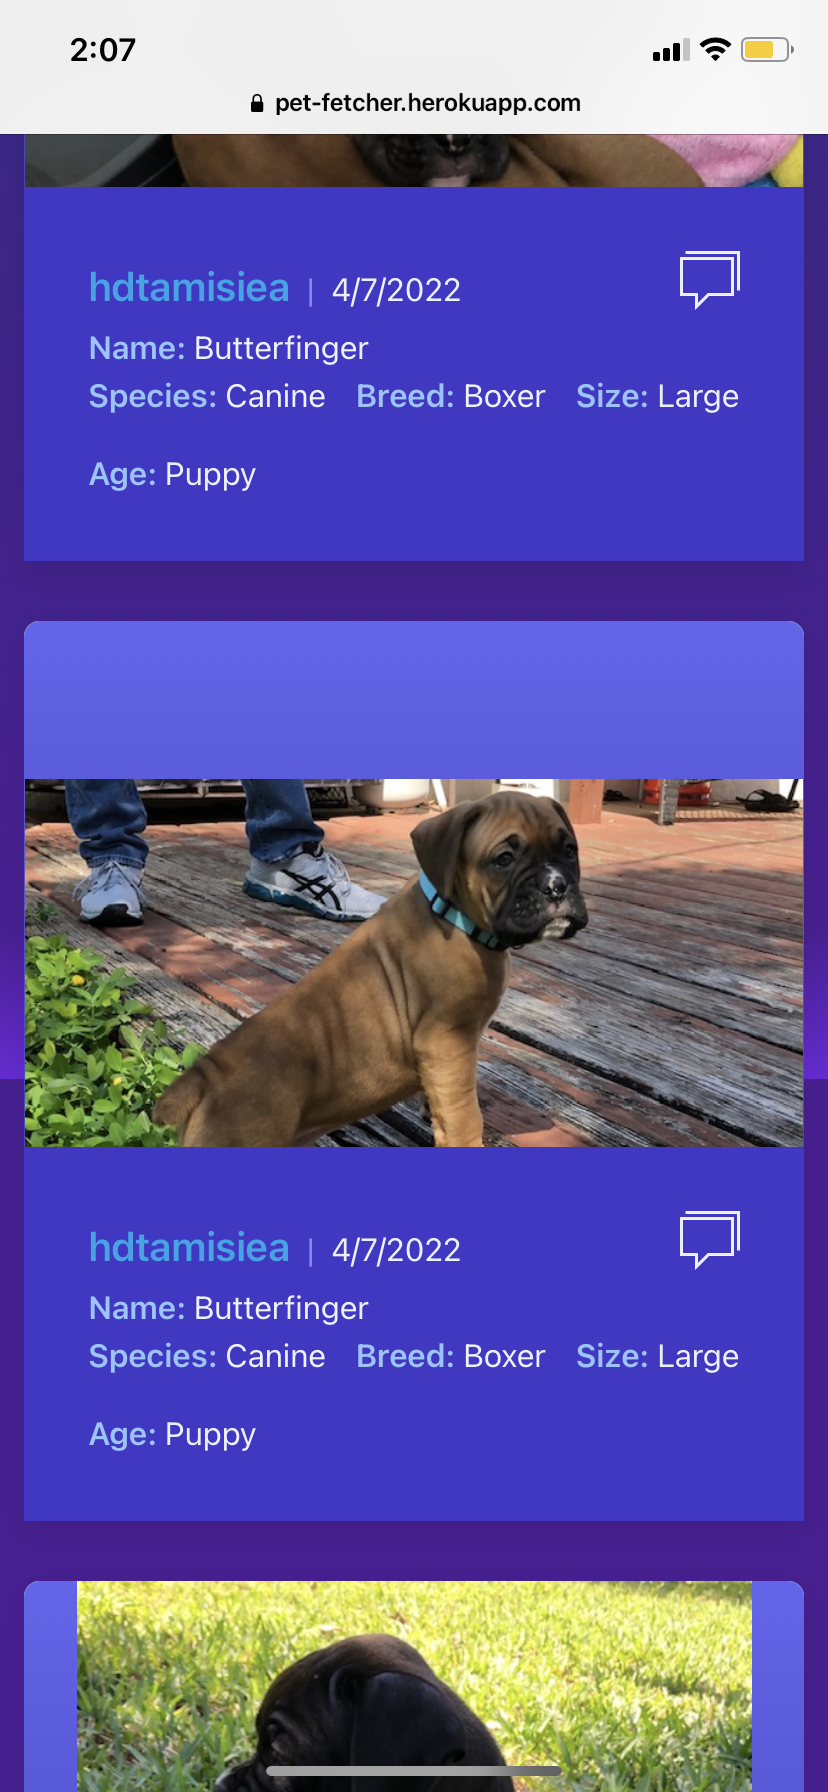 2:07
pet-fetcher.herokuapp.com
hdtamisiea | 4/7/2022
Name: Butterfinger
Species: Canine Breed: Boxer Size: Large
Age: Puppy
hdtamisiea | 4/7/2022
Name: Butterfinger
Species: Canine Breed: Boxer Size: Large
Age: Puppy